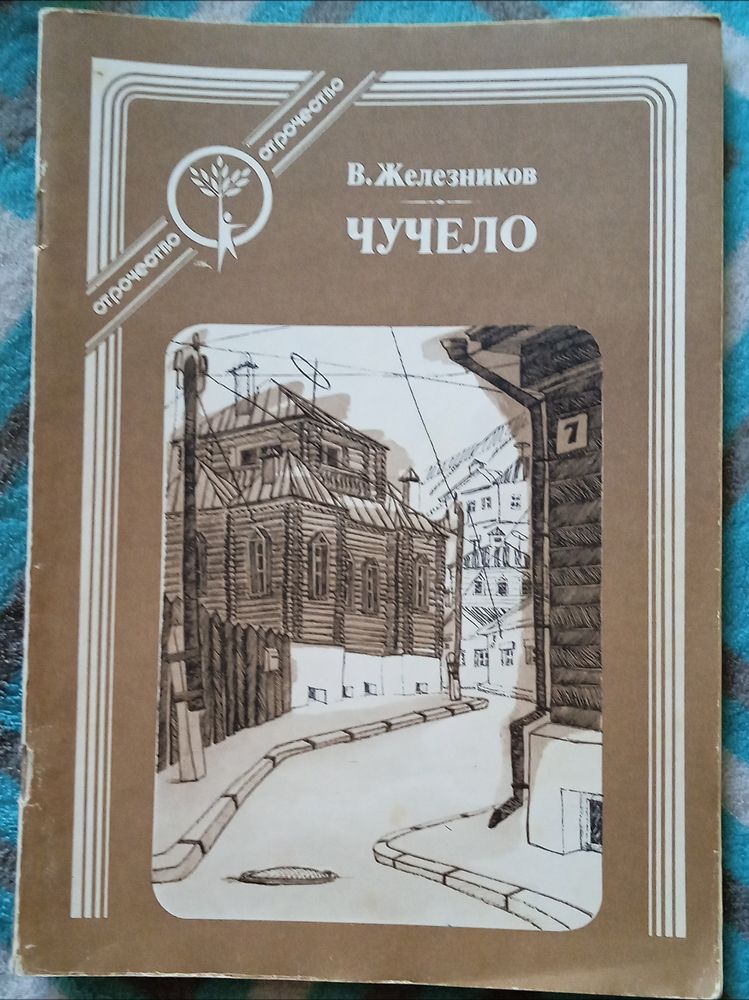 отрочество
отрочество
В. Железников
ЧУЧЕЛО
7